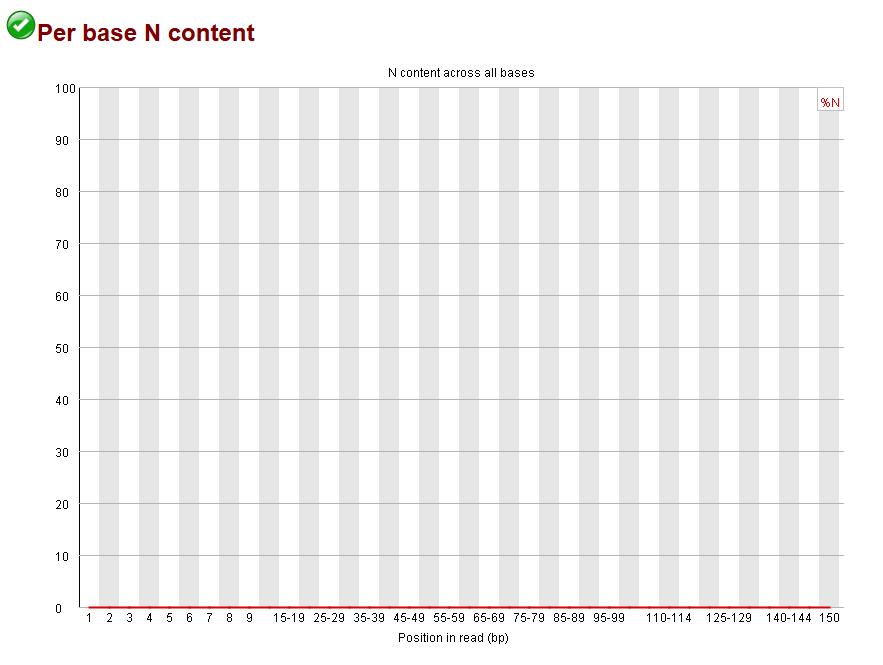 Per base N content
N content across all bases
%N
100
90
80
70
60
50
40
30
20
10
0
1 2 3 4 5 6 7 8 9 15-19 25-29 35-39 45-49 55-59 65-69 75-79 85-89 95-99 110-114 125-129 140-144 150
Position in read (bp)